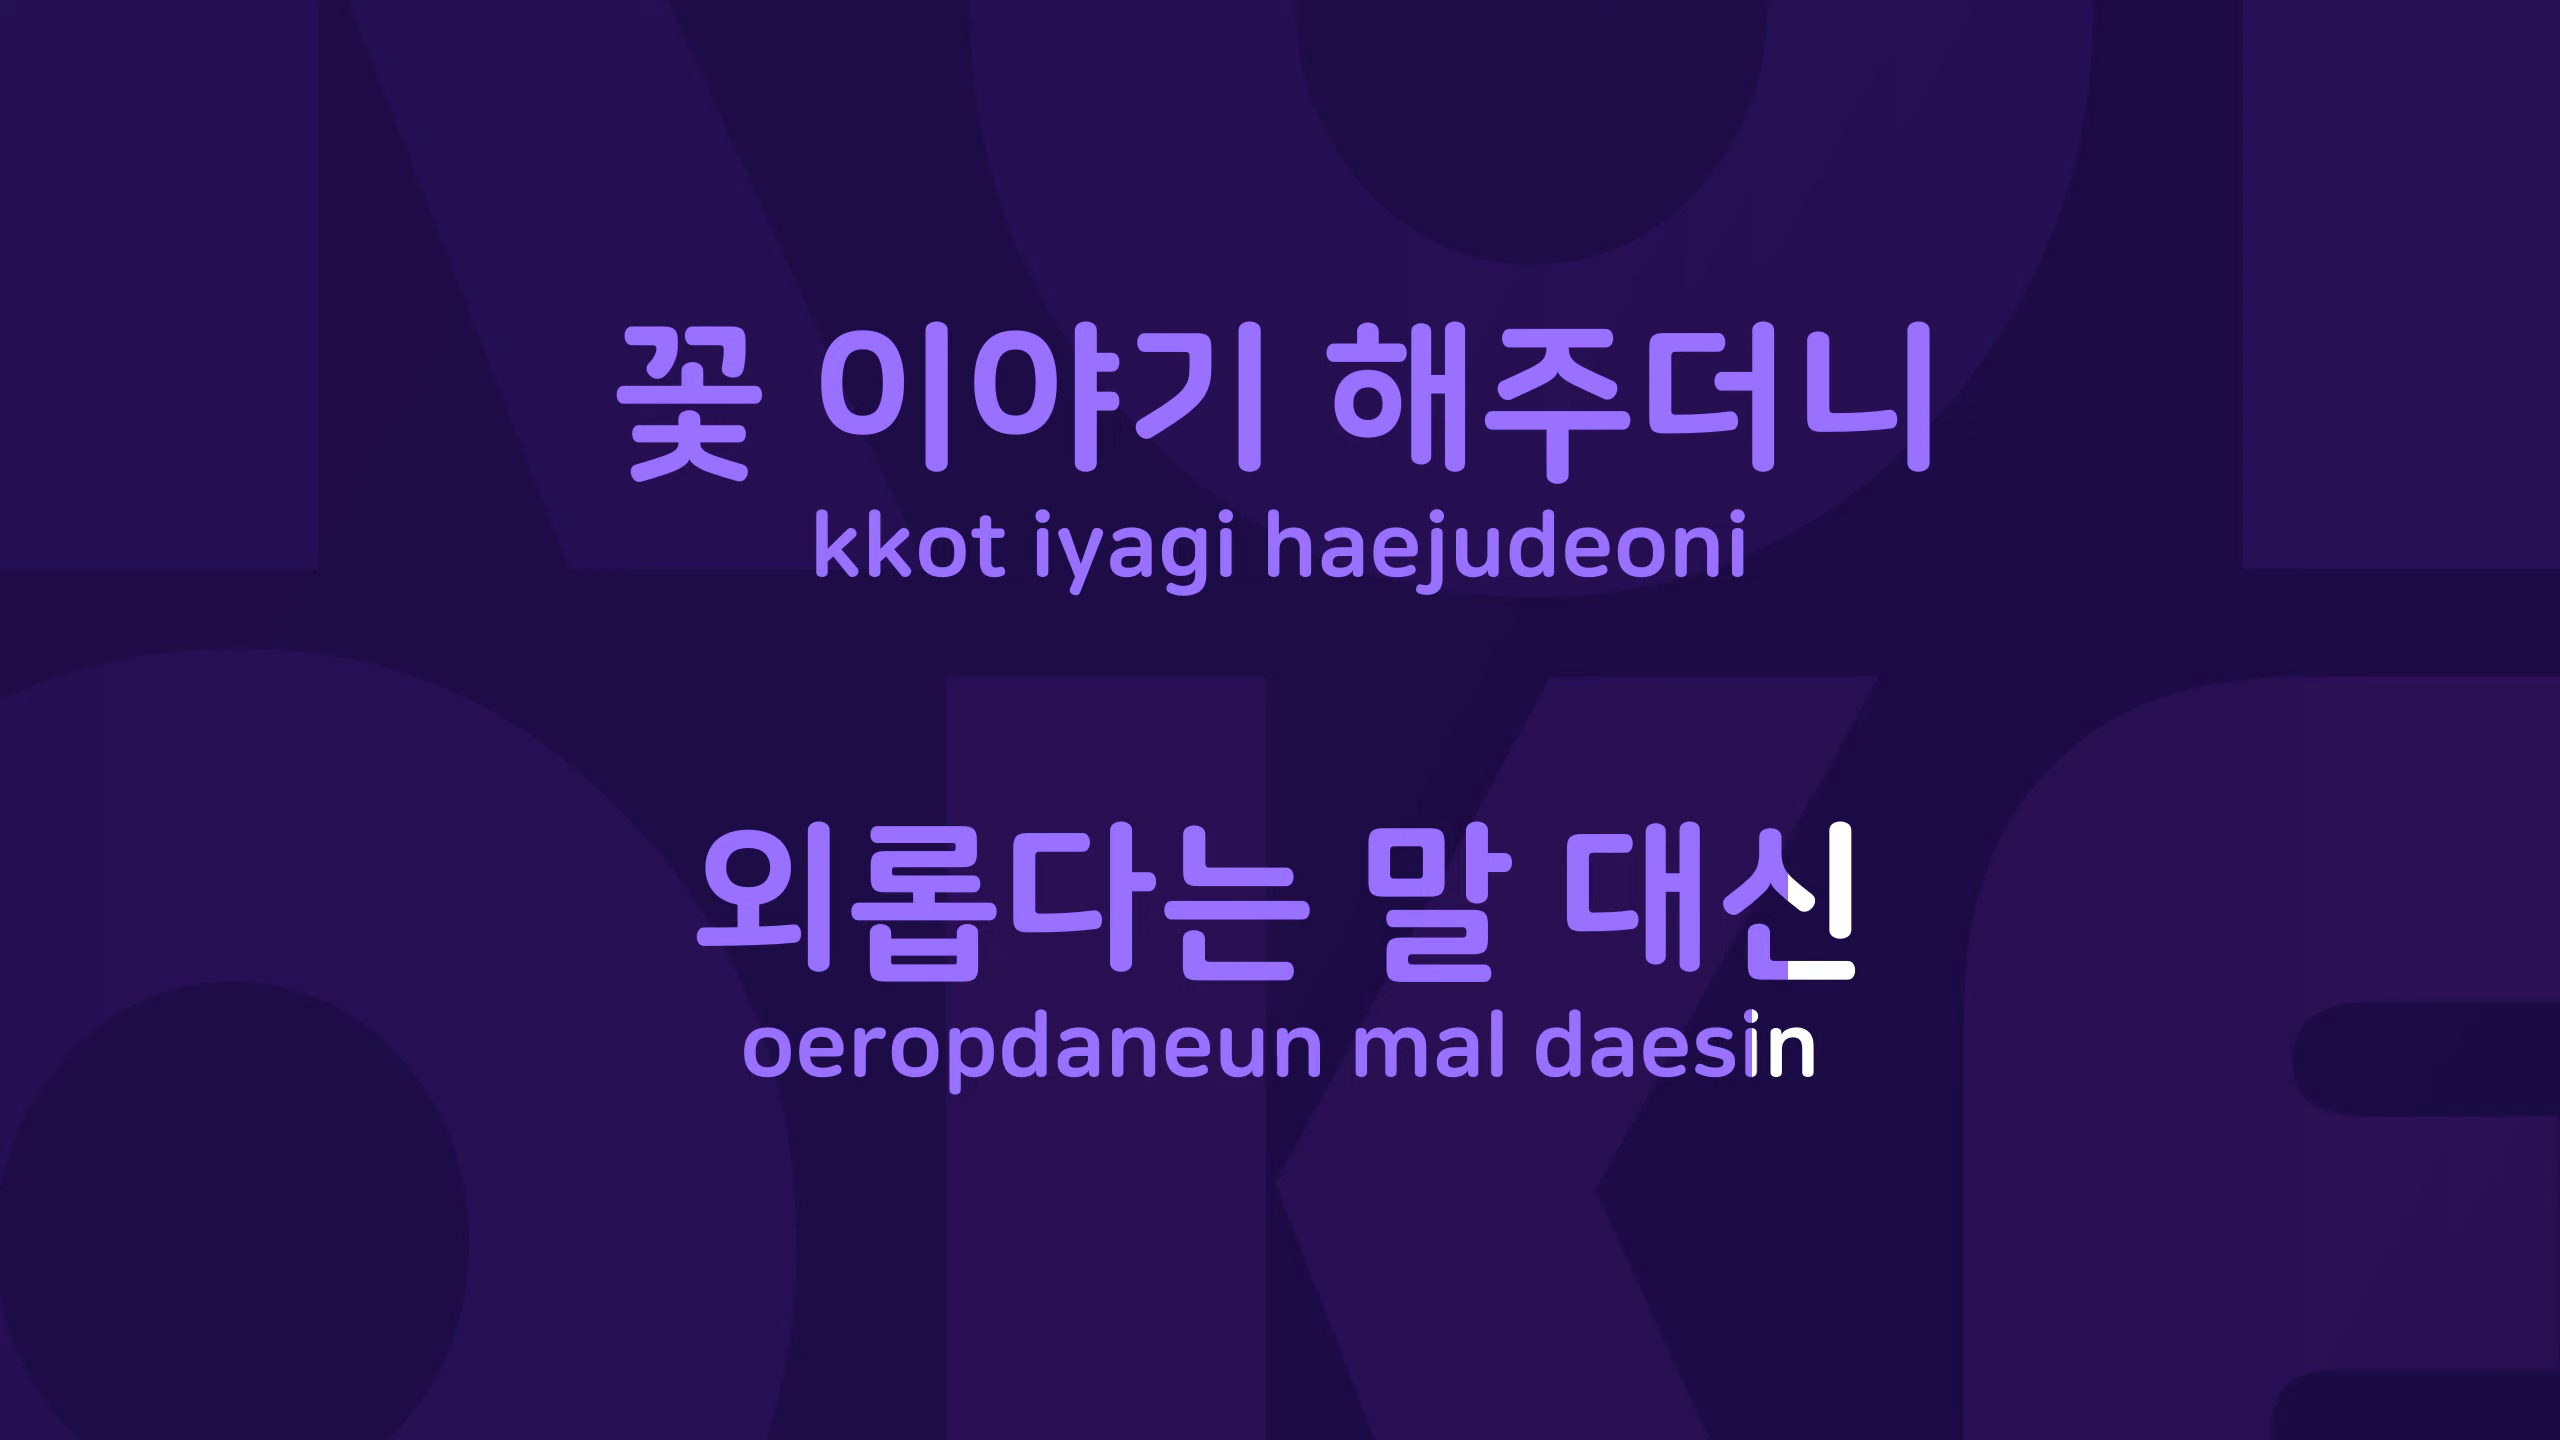 꽃 이야기 해주더니
kkot iyagi haejudeoni
외롭다는 말 대신
oeropdaneun mal daesin